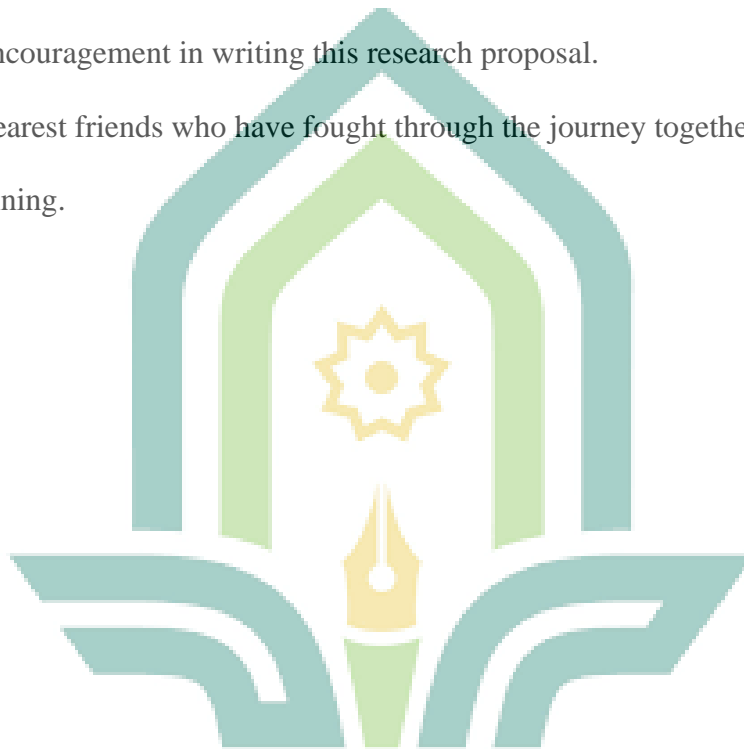 ncouragement in writing this research proposal.
earest friends who have fought through the journey togethe
ning.